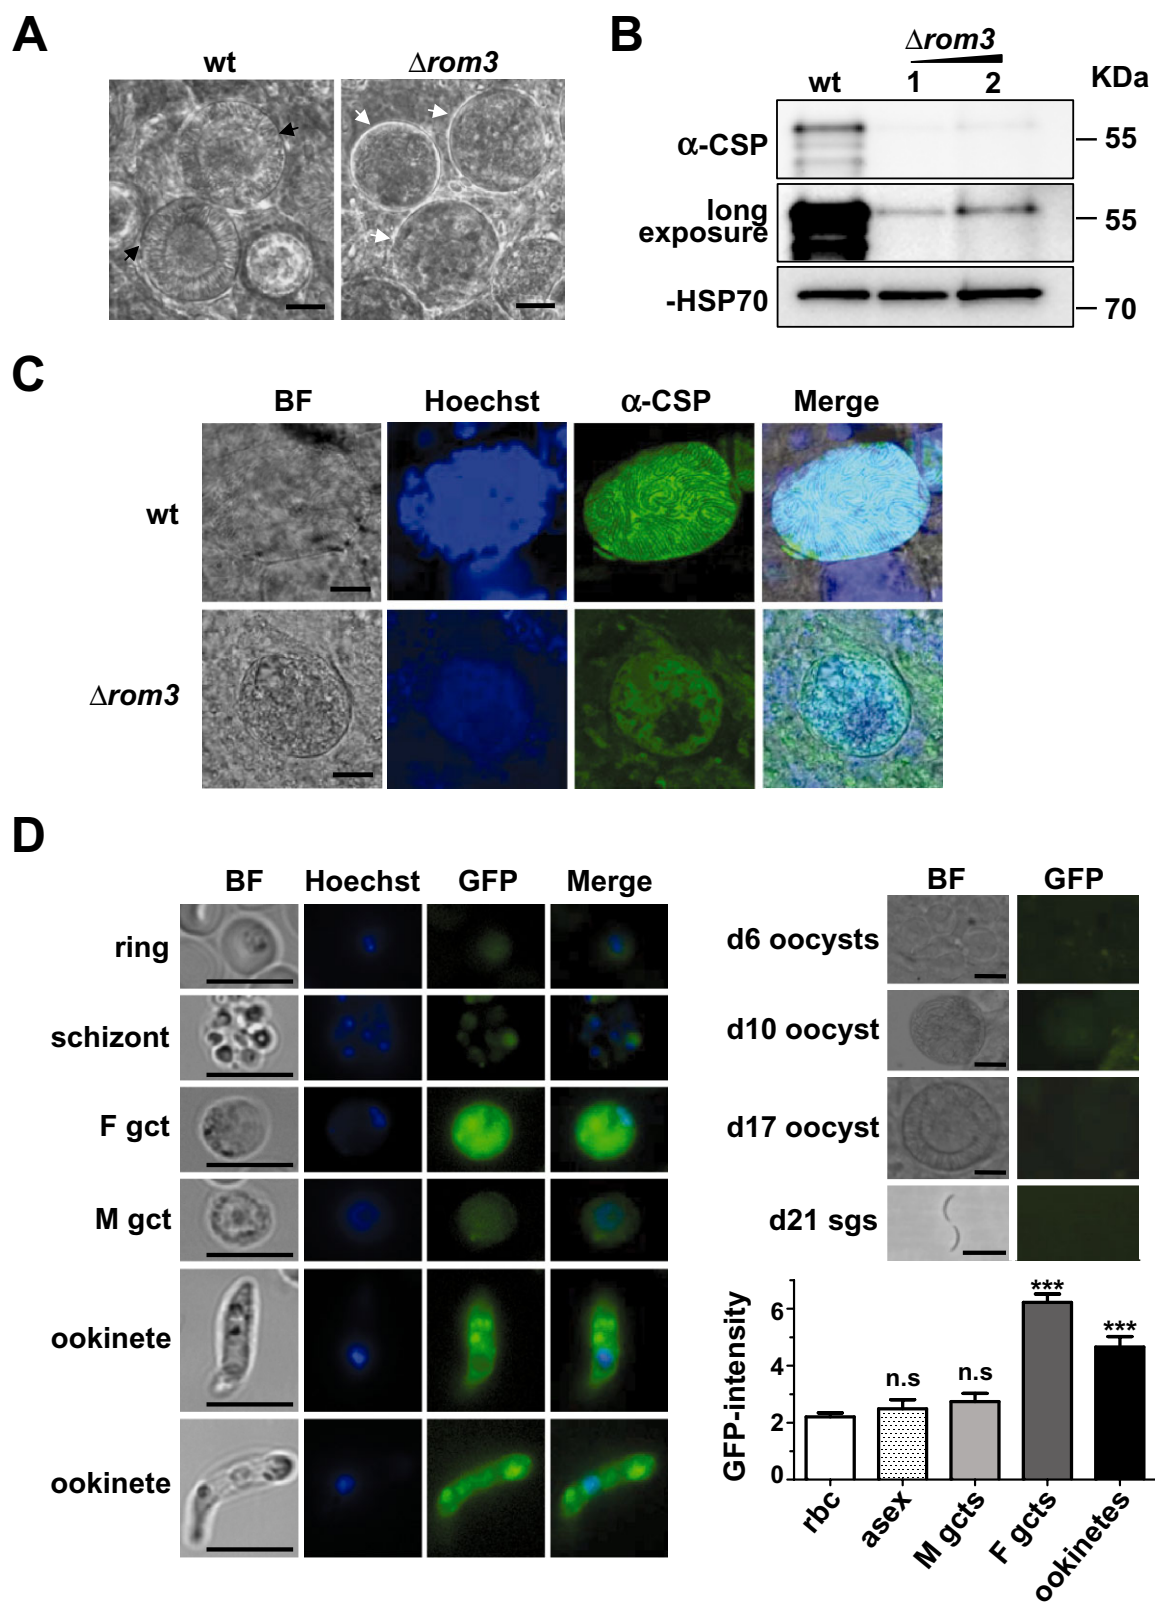 A
wt
Δrom3
B
Δrom3
wt
1
2
KDa
α-CSP
55
long
exposure
55
-HSP70
70
C
BF
Hoechst
α-CSP
Merge
wt
Δrom3
D
BF
Hoechst
GFP
Merge
ring
schizont
F gct
M gct
ookinete
ookinete
BF
GFP
d6 oocysts
d10 oocyst
d17 oocyst
d21 sgs
GFP-intensity
6
4
2
0
n.s
n.s
***
***
rbc
asex
M gcts
F gcts
ookinetes